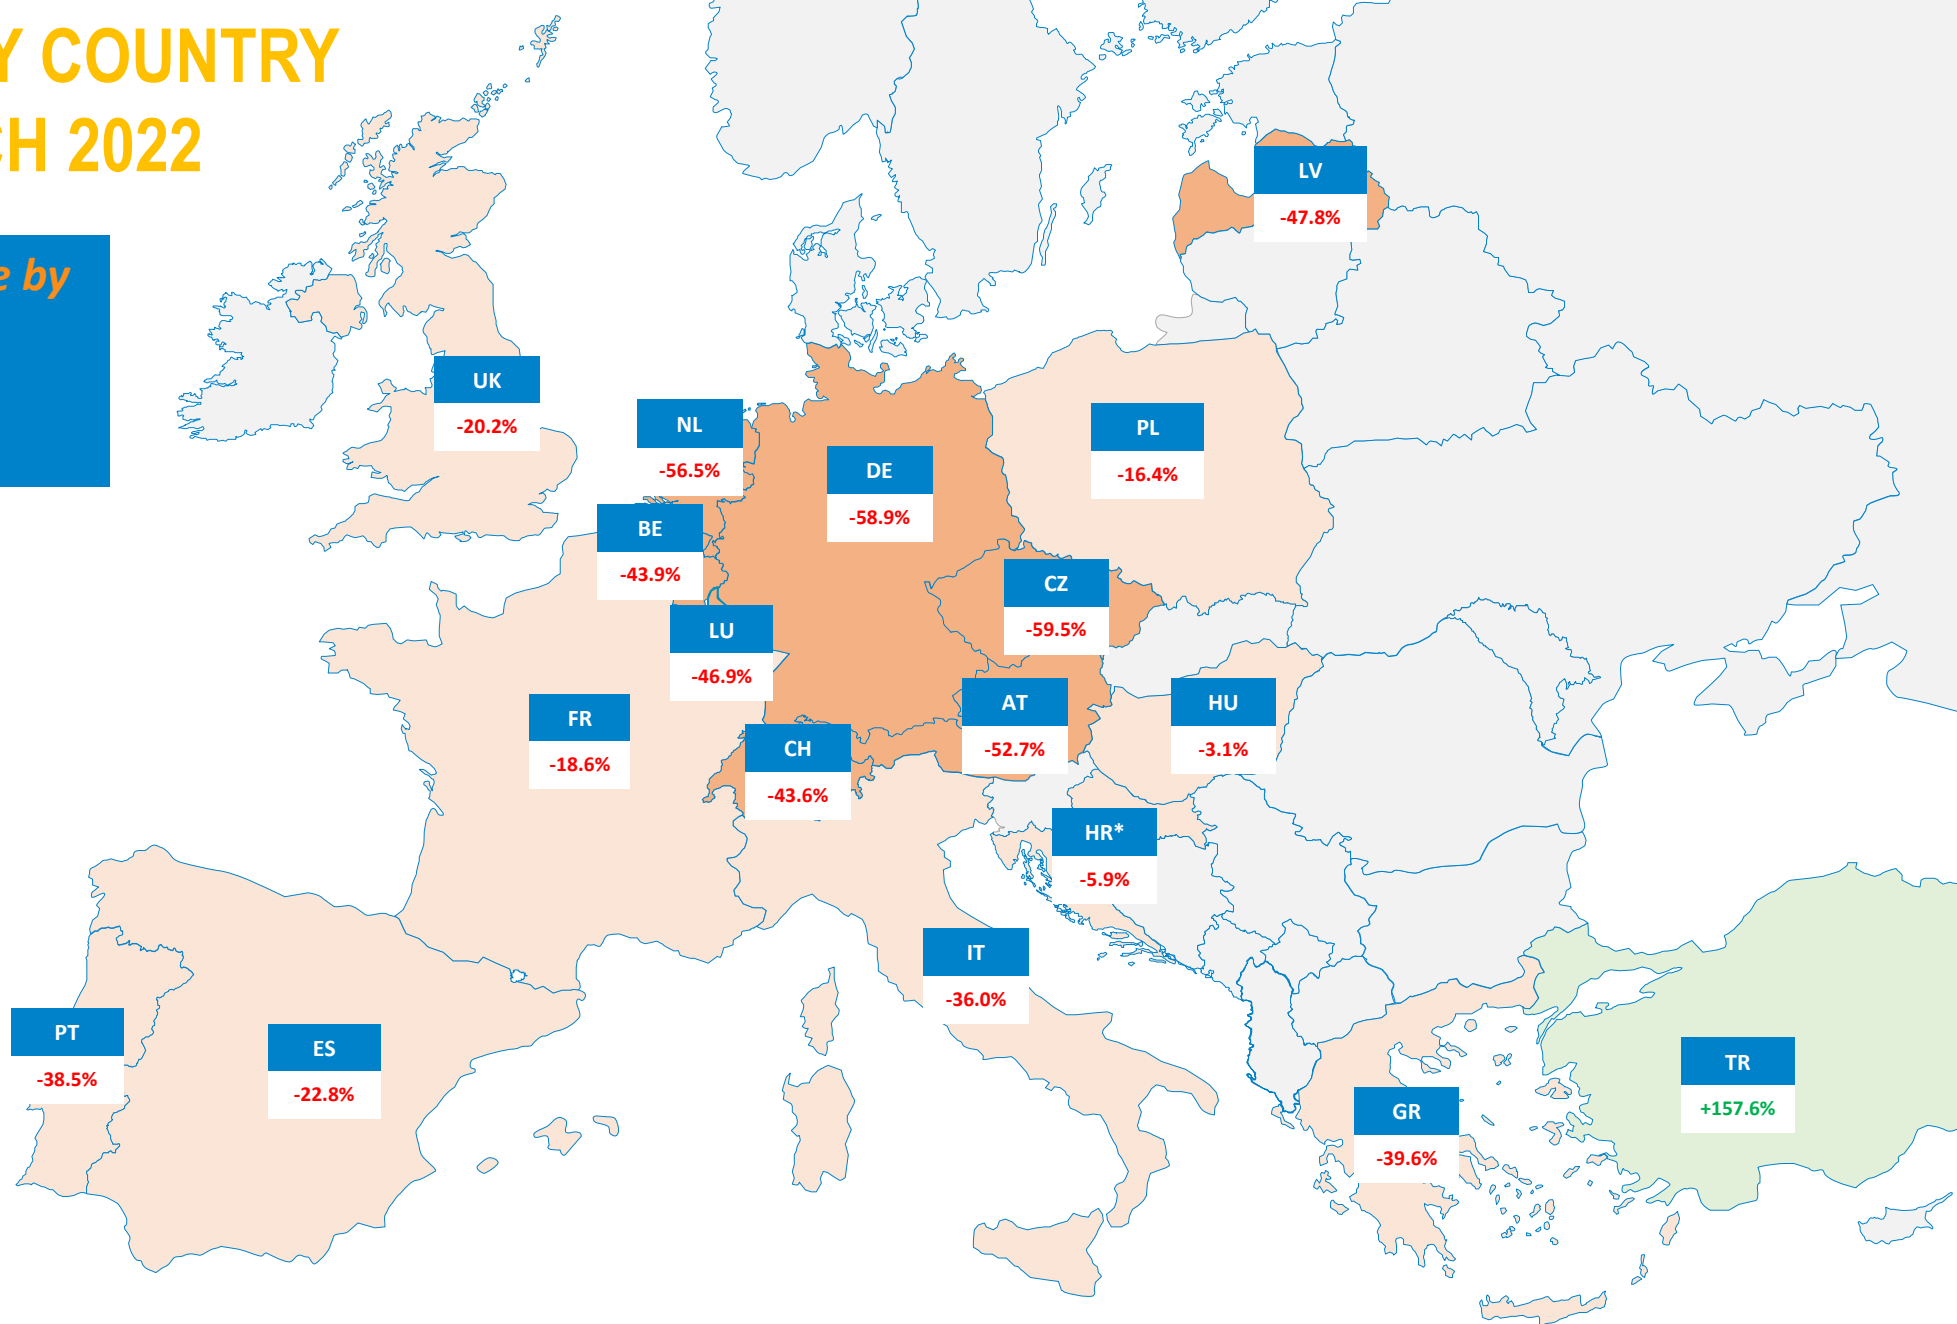 Y COUNTRY
CH 2022
e by
LV
-47.8%
UK
-20.2%
NL
-56.5%
PL
-16.4%
DE
-58.9%
BE
-43.9%
CZ
-59.5%
LU
-46.9%
AT
-52.7%
HU
-3.1%
FR
-18.6%
CH
-43.6%
HR*
-5.9%
IT
-36.0%
PT
-38.5%
ES
-22.8%
TR
+157.6%
GR
-39.6%